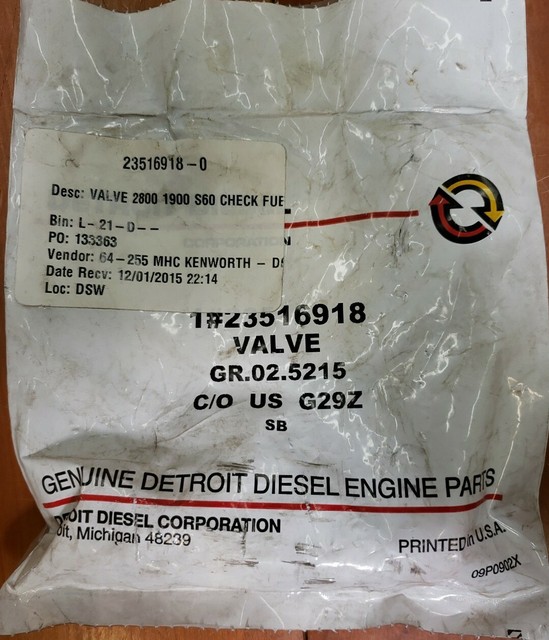 23516918-0
Desc: VALVE 2800 1900 S60 CHECK FUE
Bin: L-21-D--
PO: 133363
Vendor: 64-255 MHC KENWORTH -
Date Recv: 12/01/2015 22:14
Loc: DSW
1#23516918
VALVE
GR.02.5215
C/O US G29Z
SB
GENUINE DETROIT DIESEL ENGINE PARTS
DETROIT DIESEL CORPORATION
oit, Michigan 48239
PRINTED in U.S.A.
09P0902X